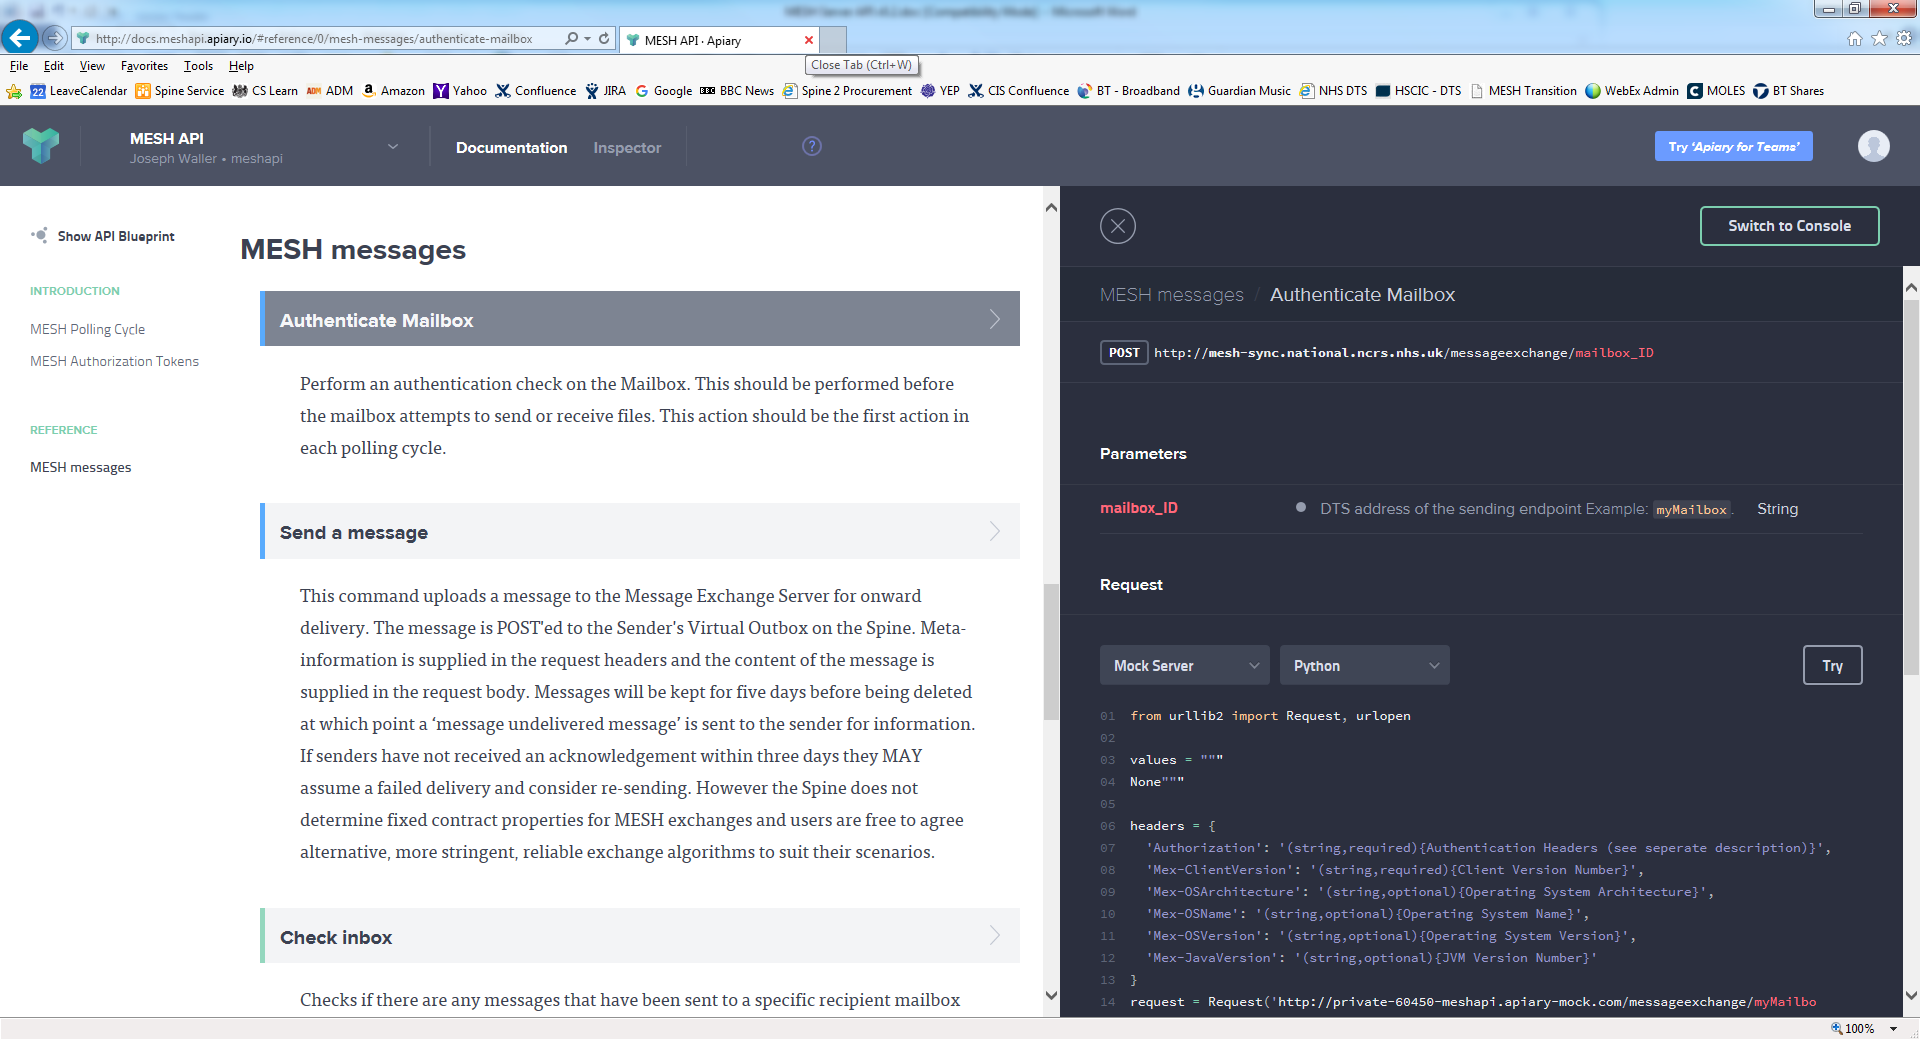 MESH Server API v0.2.doc [Compatibility Mode] - Microsoft Word
http://docs.meshapi.apiary.io/#reference/0/mesh-messages/authenticate-mailbox
MESH API · Apiary
Close Tab (Ctrl+W)
File Edit View Favorites Tools Help
22 LeaveCalendar Spine Service CS Learn ADM ADM Amazon Yahoo Confluence JIRA Google BBC BBC News Spine 2 Procurement YEP CIS Confluence BT - Broadband Guardian Music NHS DTS HSCIC - DTS MESH Transition WebEx Admin MOLES BT Shares
MESH API
Joseph Waller • meshapi
Documentation
Inspector
?
Try ‘Apiary for Teams’
Show API Blueprint
INTRODUCTION
MESH Polling Cycle
MESH Authorization Tokens
REFERENCE
MESH messages
MESH messages
Authenticate Mailbox
Perform an authentication check on the Mailbox. This should be performed before
the mailbox attempts to send or receive files. This action should be the first action in
each polling cycle.
Send a message
This command uploads a message to the Message Exchange Server for onward
delivery. The message is POST'ed to the Sender's Virtual Outbox on the Spine. Meta-
information is supplied in the request headers and the content of the message is
supplied in the request body. Messages will be kept for five days before being deleted
at which point a ‘message undelivered message’ is sent to the sender for information.
If senders have not received an acknowledgement within three days they MAY
assume a failed delivery and consider re-sending. However the Spine does not
determine fixed contract properties for MESH exchanges and users are free to agree
alternative, more stringent, reliable exchange algorithms to suit their scenarios.
Check inbox
Checks if there are any messages that have been sent to a specific recipient mailbox
Switch to Console
MESH messages / Authenticate Mailbox
POST http://mesh-sync.national.ncrs.nhs.uk/messageexchange/mailbox_ID
Parameters
mailbox_ID
DTS address of the sending endpoint Example: myMailbox.
String
Request
Mock Server
Python
Try
01 from urllib2 import Request, urlopen
02
03 values = """
04 None"""
05
06 headers = {
07 'Authorization': '(string,required){Authentication Headers (see seperate description)}',
08 'Mex-ClientVersion': '(string,required){Client Version Number}',
09 'Mex-OSArchitecture': '(string,optional){Operating System Architecture}',
10 'Mex-OSName': '(string,optional){Operating System Name}',
11 'Mex-OSVersion': '(string,optional){Operating System Version}',
12 'Mex-JavaVersion': '(string,optional){JVM Version Number}'
13 }
14 request = Request('http://private-60450-meshapi.apiary-mock.com/messageexchange/myMailbo
100%